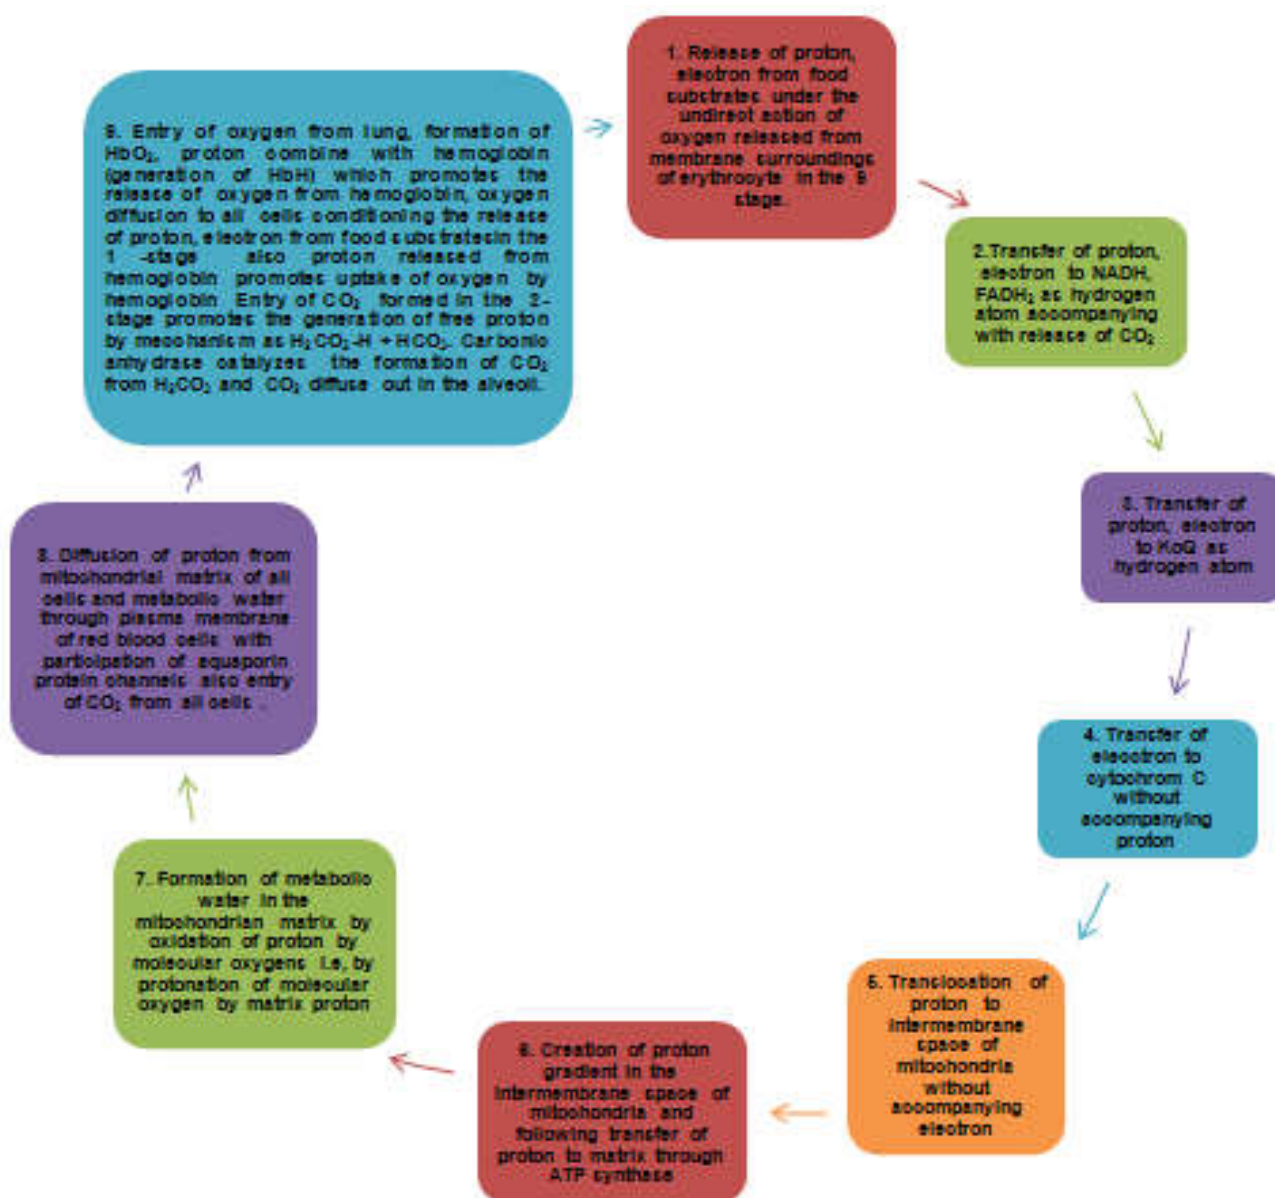 1. Release of proton,
electron from food
substrates under the
undirect action of
oxygen released from
membrane surroundings
of erythrocyte in the 9
stage.
2.Transfer of proton,
electron to NADH,
FADH₂ as hydrogen
atom accompanying
with release of CO₂
3. Transfer of
proton, electron
to KoQ as
hydrogen atom
4. Transfer of
eleoctron to
cytochrom C
without
accompanying
proton
5. Translocation of
proton to
intermembrane
space of
mitochondria
without
accompanying
electron
6. Creation of proton
gradient in the
intermembrane space of
mitochondria and
following transfer of
proton to matrix through
ATP synthase
7. Formation of metabolic
water in the
mitochondrian matrix by
oxidation of proton by
molecular oxygens i.e, by
protonation of molecular
oxygen by matrix proton
8. Diffusion of proton from
mitochondrial matrix of all
cells and metabolic water
through plasma membrane
of red blood cells with
participation of aquaporin
protein channels also entry
of CO₂ from all cells .
9. Entry of oxygen from lung, formation of
HbO₂, proton combine with hemoglobin
(generation of HbH) which promotes the
release of oxygen from hemoglobin, oxygen
diffusion to all cells conditioning the release
of proton, electron from food substratesin the
1 -stage also proton released from
hemoglobin promotes uptake of oxygen by
hemoglobin Entry of CO₂ formed in the 2-
stage promotes the generation of free proton
by mechanism as
anhydrase catalyzes the formation of CO₂
from and CO₂ diffuse out in the alveoli.